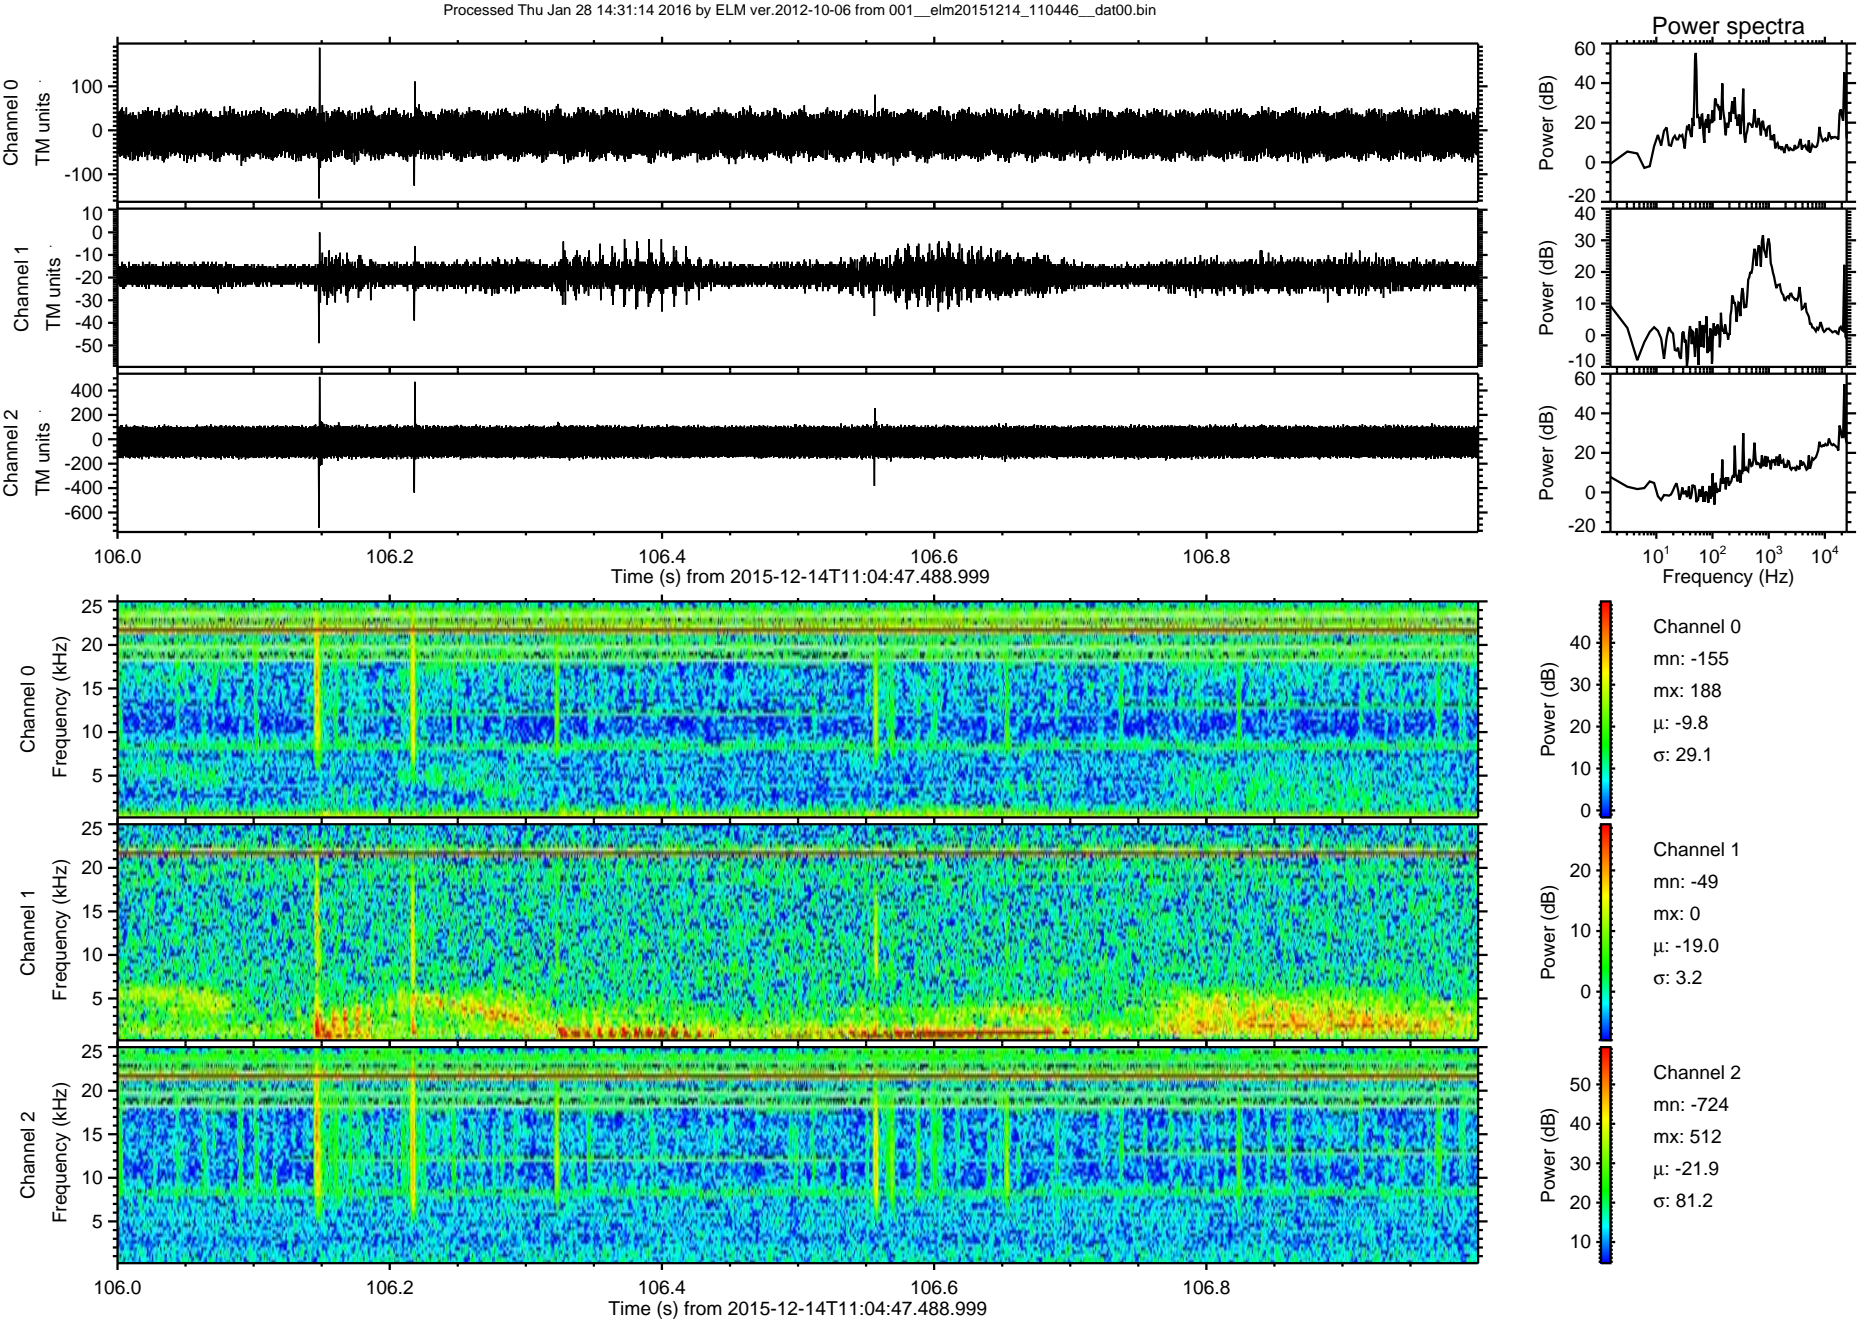 Processed Thu Jan 28 14:31:14 2016 by ELM ver.2012-10-06 from 001__elm20151214_110446__dat00.bin
Power spectra
Channel 0
TM units
100
0
-100
Power (dB)
60
40
20
0
-20
Channel 1
TM units
10
0
-10
-20
-30
-40
-50
Power (dB)
40
30
20
10
0
-10
Channel 2
TM units
400
200
0
-200
-400
-600
Power (dB)
60
40
20
0
-20
106.0 106.2 106.4 106.6 106.8
Time (s) from 2015-12-14T11:04:47.488.999
10¹ 10² 10³ 10⁴
Frequency (Hz)
Channel 0
Frequency (kHz)
25
20
15
10
5
Power (dB)
40
30
20
10
0
Channel 0
mn: -155
mx: 188
μ: -9.8
σ: 29.1
Channel 1
Frequency (kHz)
25
20
15
10
5
Power (dB)
20
10
0
Channel 1
mn: -49
mx: 0
μ: -19.0
σ: 3.2
Channel 2
Frequency (kHz)
25
20
15
10
5
Power (dB)
50
40
30
20
10
Channel 2
mn: -724
mx: 512
μ: -21.9
σ: 81.2
106.0 106.2 106.4 106.6 106.8
Time (s) from 2015-12-14T11:04:47.488.999